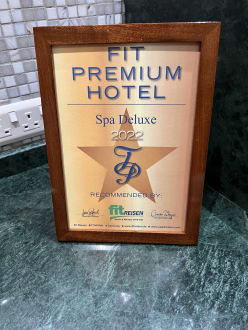 FIT
PREMIUM
HOTEL
Spa Deluxe
2022
RECOMMENDED BY:
fit REISEN